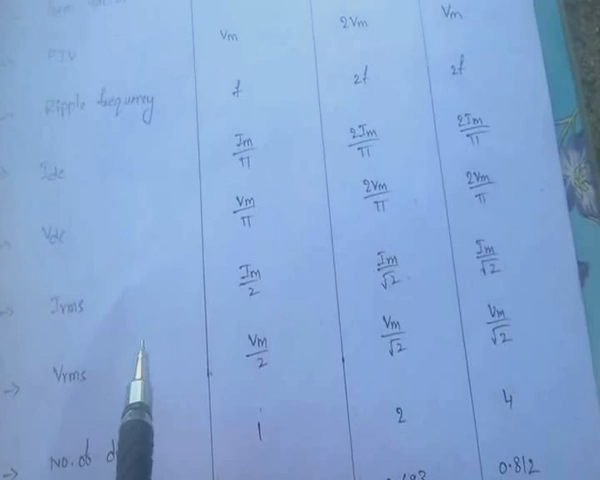 Vm 2Vm Vm
PIV
Ripple frequency f 2f 2f
Idc Im/π 2Im/π 2Im/π
Vdc Vm/π 2Vm/π 2Vm/π
Irms Im/2 Im/√2 Im/√2
→ Vrms Vm/2 Vm/√2 Vm/√2
→ No. of 1 2 4
0.812